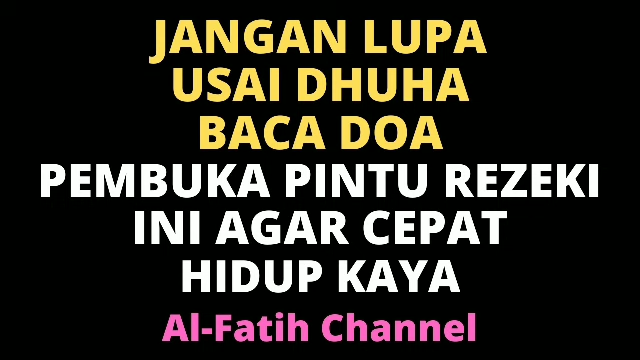 JANGAN LUPA
USAI DHUHA
BACA DOA
PEMBUKA PINTU REZEKI
INI AGAR CEPAT
HIDUP KAYA
Al-Fatih Channel